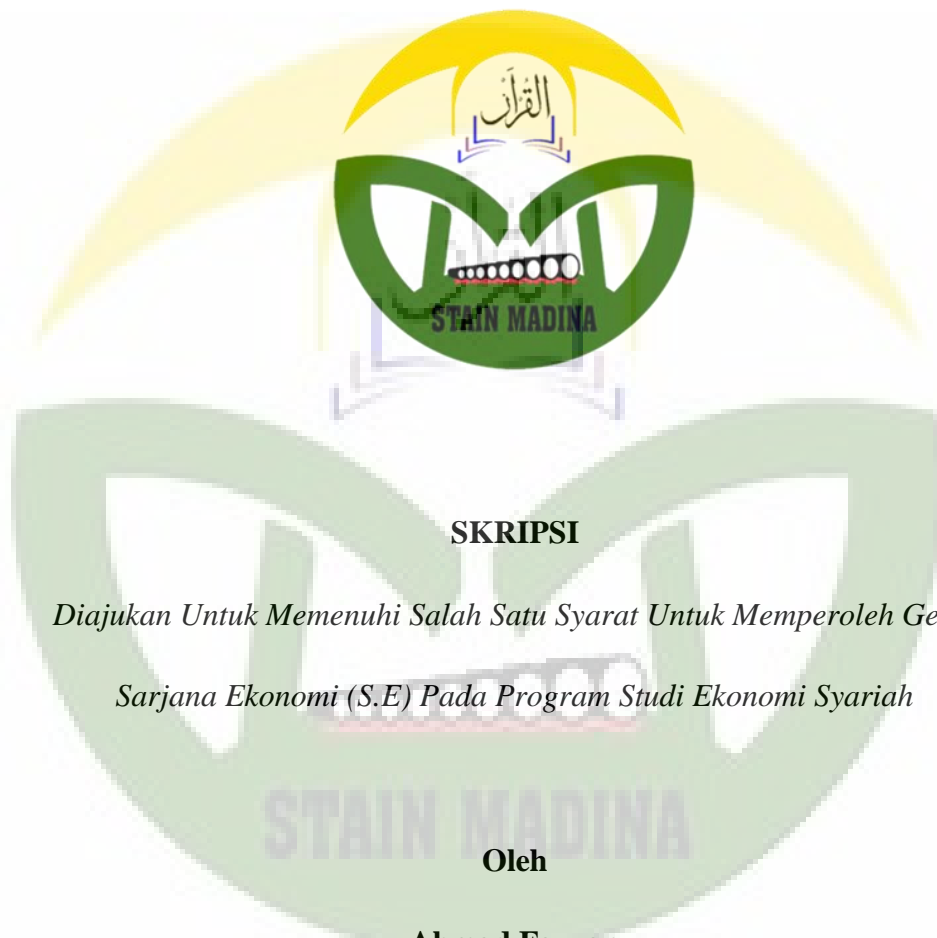 القرآن
STAIN MADINA
SKRIPSI
Diajukan Untuk Memenuhi Salah Satu Syarat Untuk Memperoleh Ge
Sarjana Ekonomi (S.E) Pada Program Studi Ekonomi Syariah
STAIN MADINA
Oleh